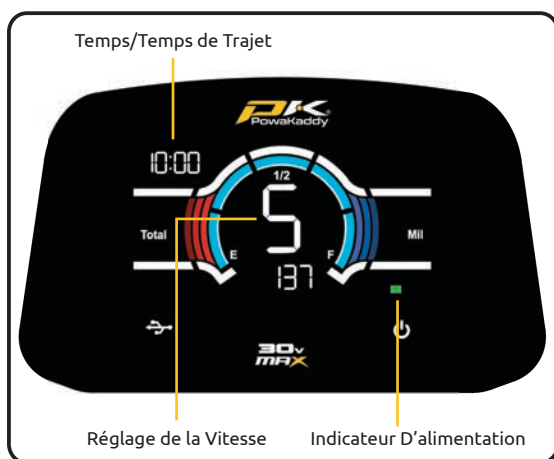 Temps/Temps de Trajet
PK
PowaKaddy
10:00
1/2
5
Total
Mil
E
F
137
30v
MAX
Réglage de la Vitesse
Indicateur D'alimentation